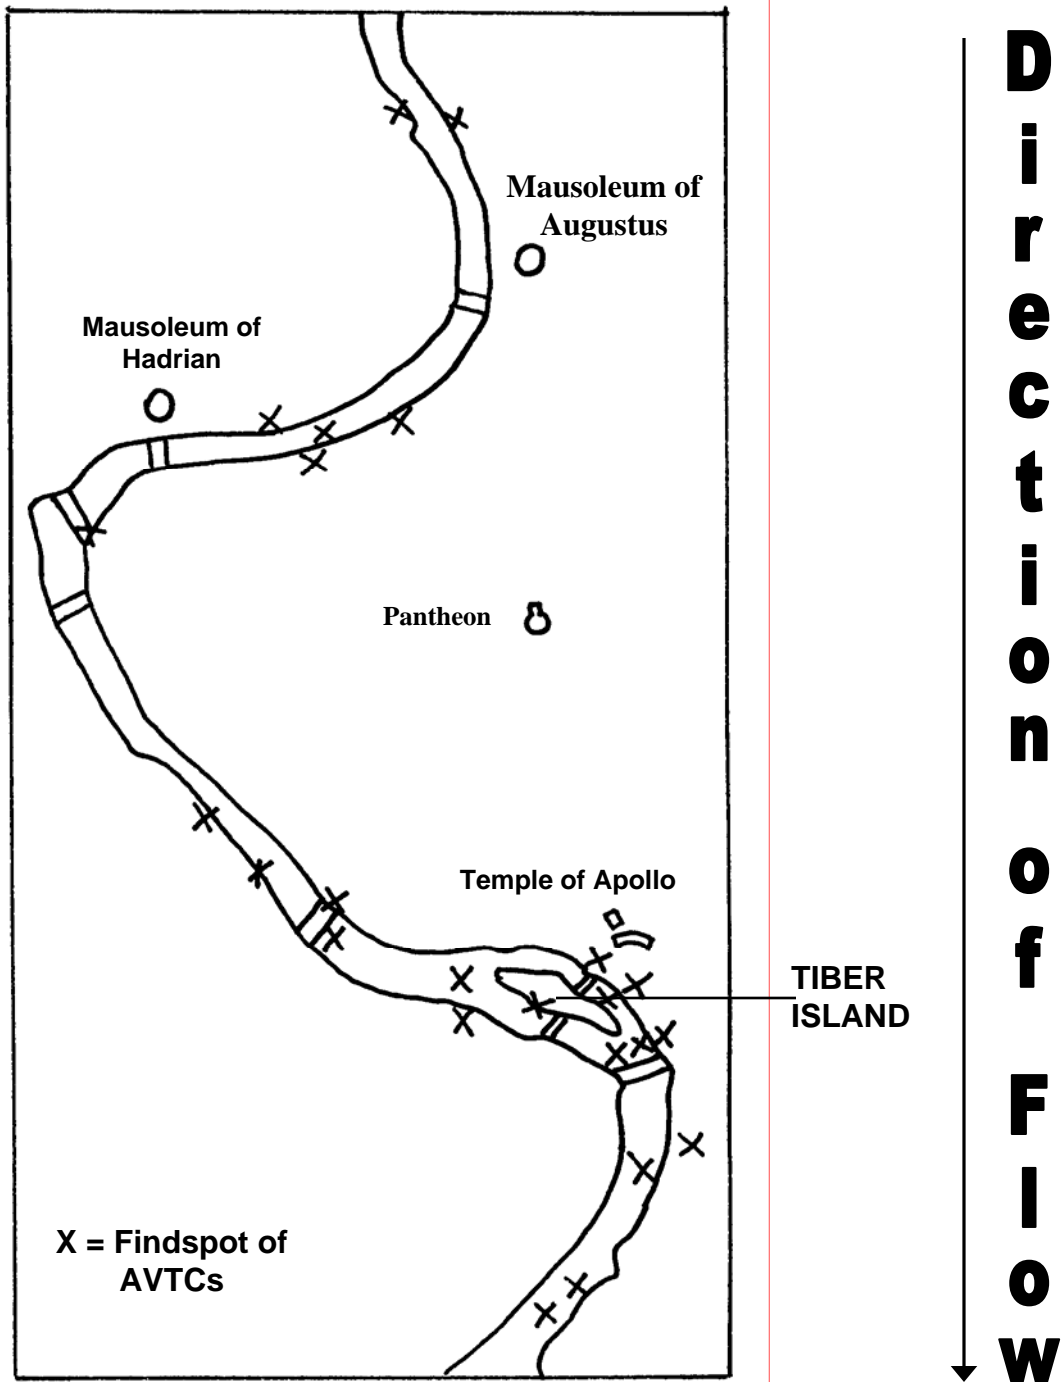 Mausoleum of
Augustus
Mausoleum of
Hadrian
Pantheon
Temple of Apollo
TIBER
ISLAND
X = Findspot of
AVTCs
Direction of Flow